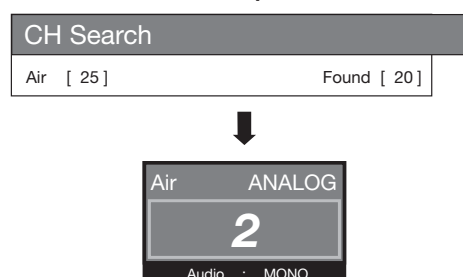 CH Search
Air [ 25 ] Found [ 20 ]
Air ANALOG
2
Audio : MONO